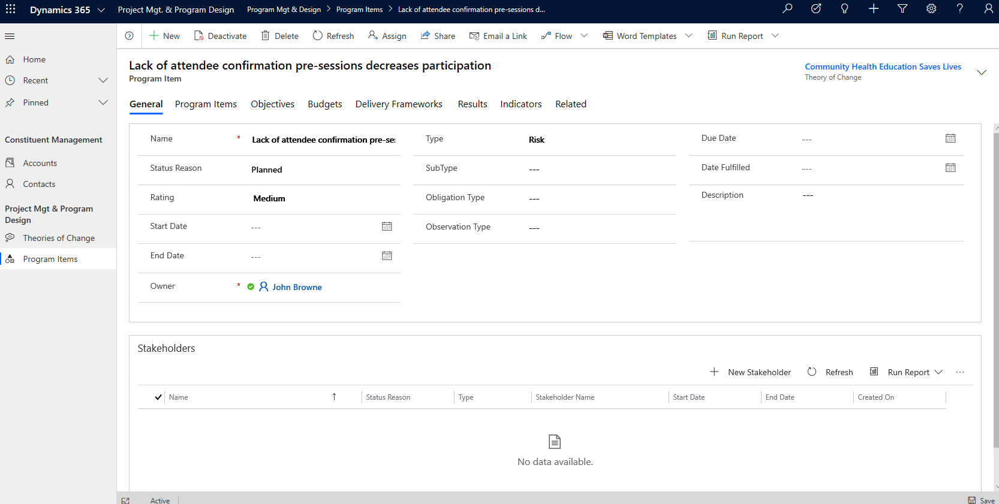 Dynamics 365 Project Mgt. & Program Design Program Mgt & Design Program Items Lack of attendee confirmation pre-sessions d...
New Deactivate Delete Refresh Assign Share Email a Link Flow Word Templates Run Report
Home
Recent
Pinned
Constituent Management
Accounts
Contacts
Project Mgt & Program
Design
Theories of Change
Program Items
Lack of attendee confirmation pre-sessions decreases participation
Program Item
Community Health Education Saves Lives
Theory of Change
General Program Items Objectives Budgets Delivery Frameworks Results Indicators Related
Name * Lack of attendee confirmation pre-se
Status Reason Planned
Rating Medium
Start Date ---
End Date ---
Owner * John Browne
Type Risk
SubType ---
Obligation Type ---
Observation Type ---
Due Date ---
Date Fulfilled ---
Description ---
Stakeholders
New Stakeholder Refresh Run Report ...
Name Status Reason Type Stakeholder Name Start Date End Date Created On
No data available.
Active Save